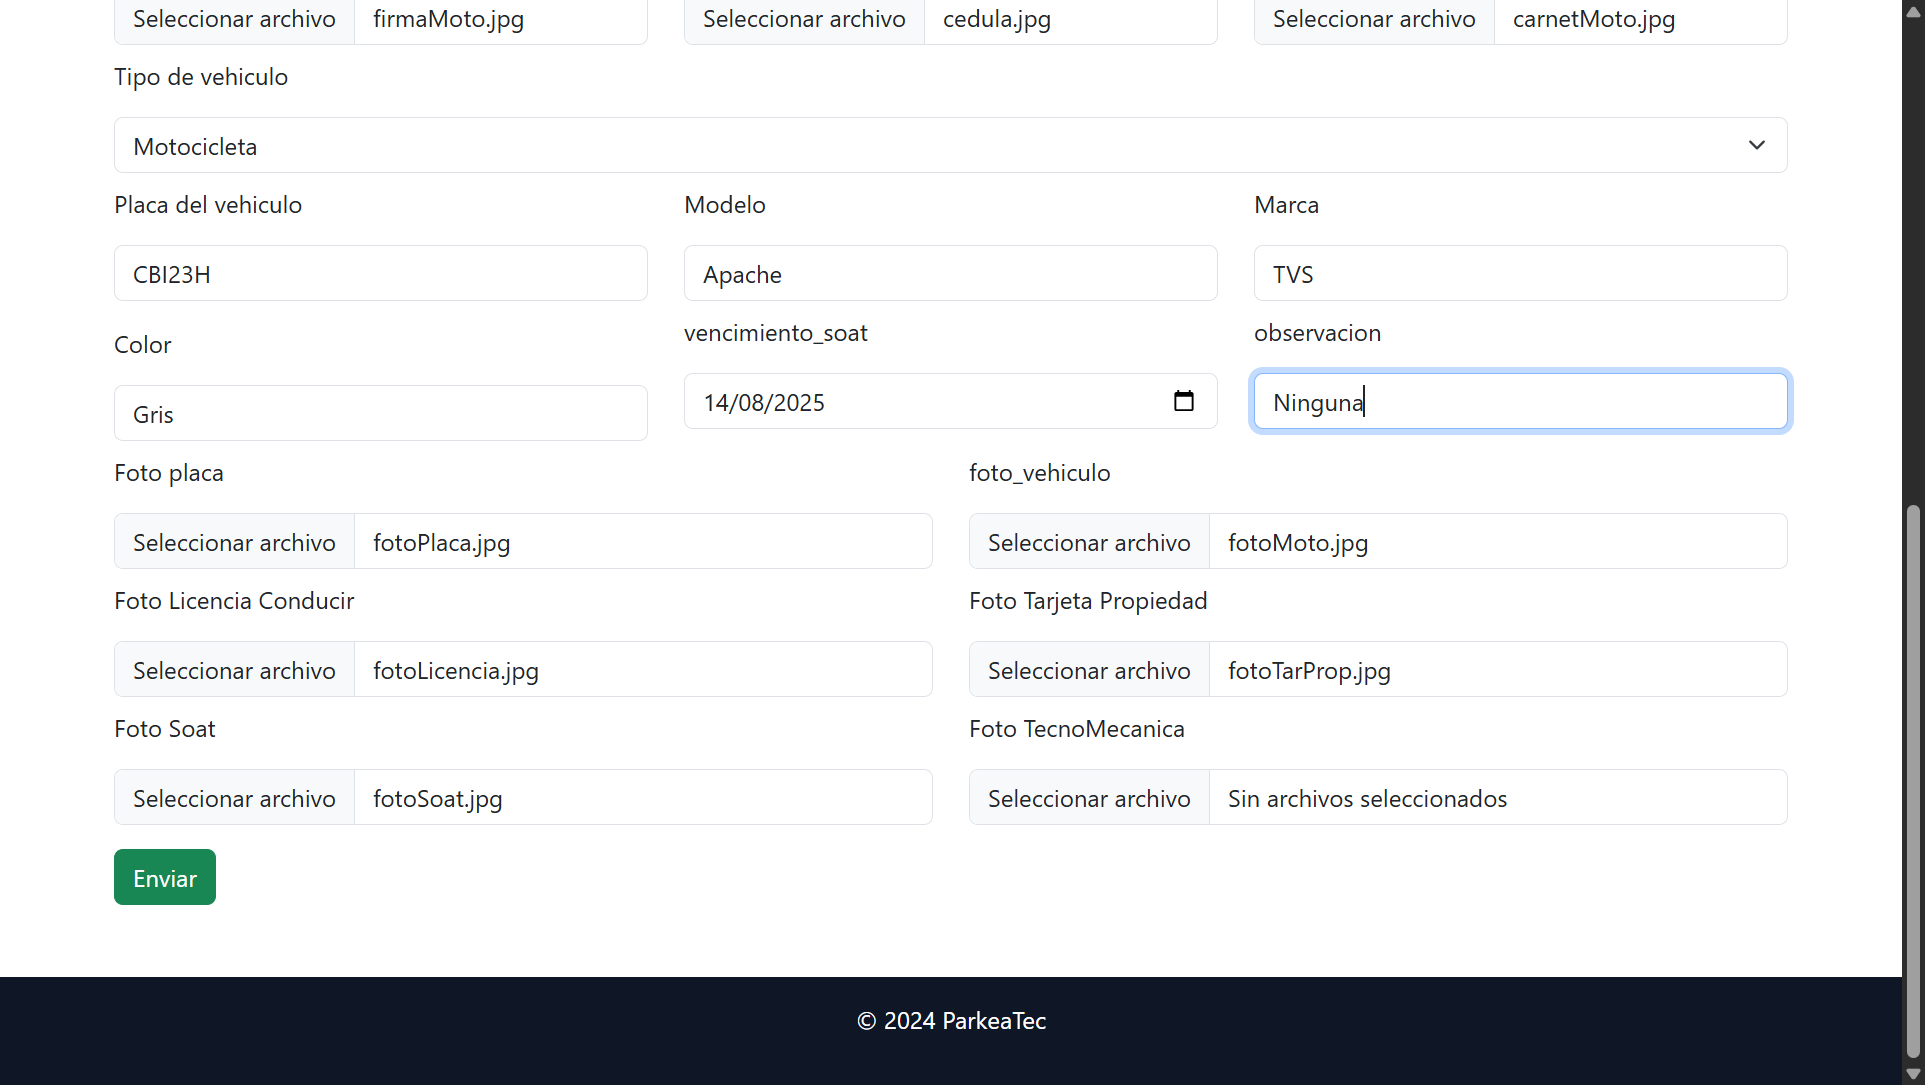 Seleccionar archivo firmaMoto.jpg Seleccionar archivo cedula.jpg Seleccionar archivo carnetMoto.jpg
Tipo de vehiculo
Motocicleta
Placa del vehiculo Modelo Marca
CBI23H Apache TVS
Color vencimiento_soat observacion
Gris 14/08/2025 Ninguna
Foto placa foto_vehiculo
Seleccionar archivo fotoPlaca.jpg Seleccionar archivo fotoMoto.jpg
Foto Licencia Conducir Foto Tarjeta Propiedad
Seleccionar archivo fotoLicencia.jpg Seleccionar archivo fotoTarProp.jpg
Foto Soat Foto TecnoMecanica
Seleccionar archivo fotoSoat.jpg Seleccionar archivo Sin archivos seleccionados
Enviar
© 2024 ParkeaTec